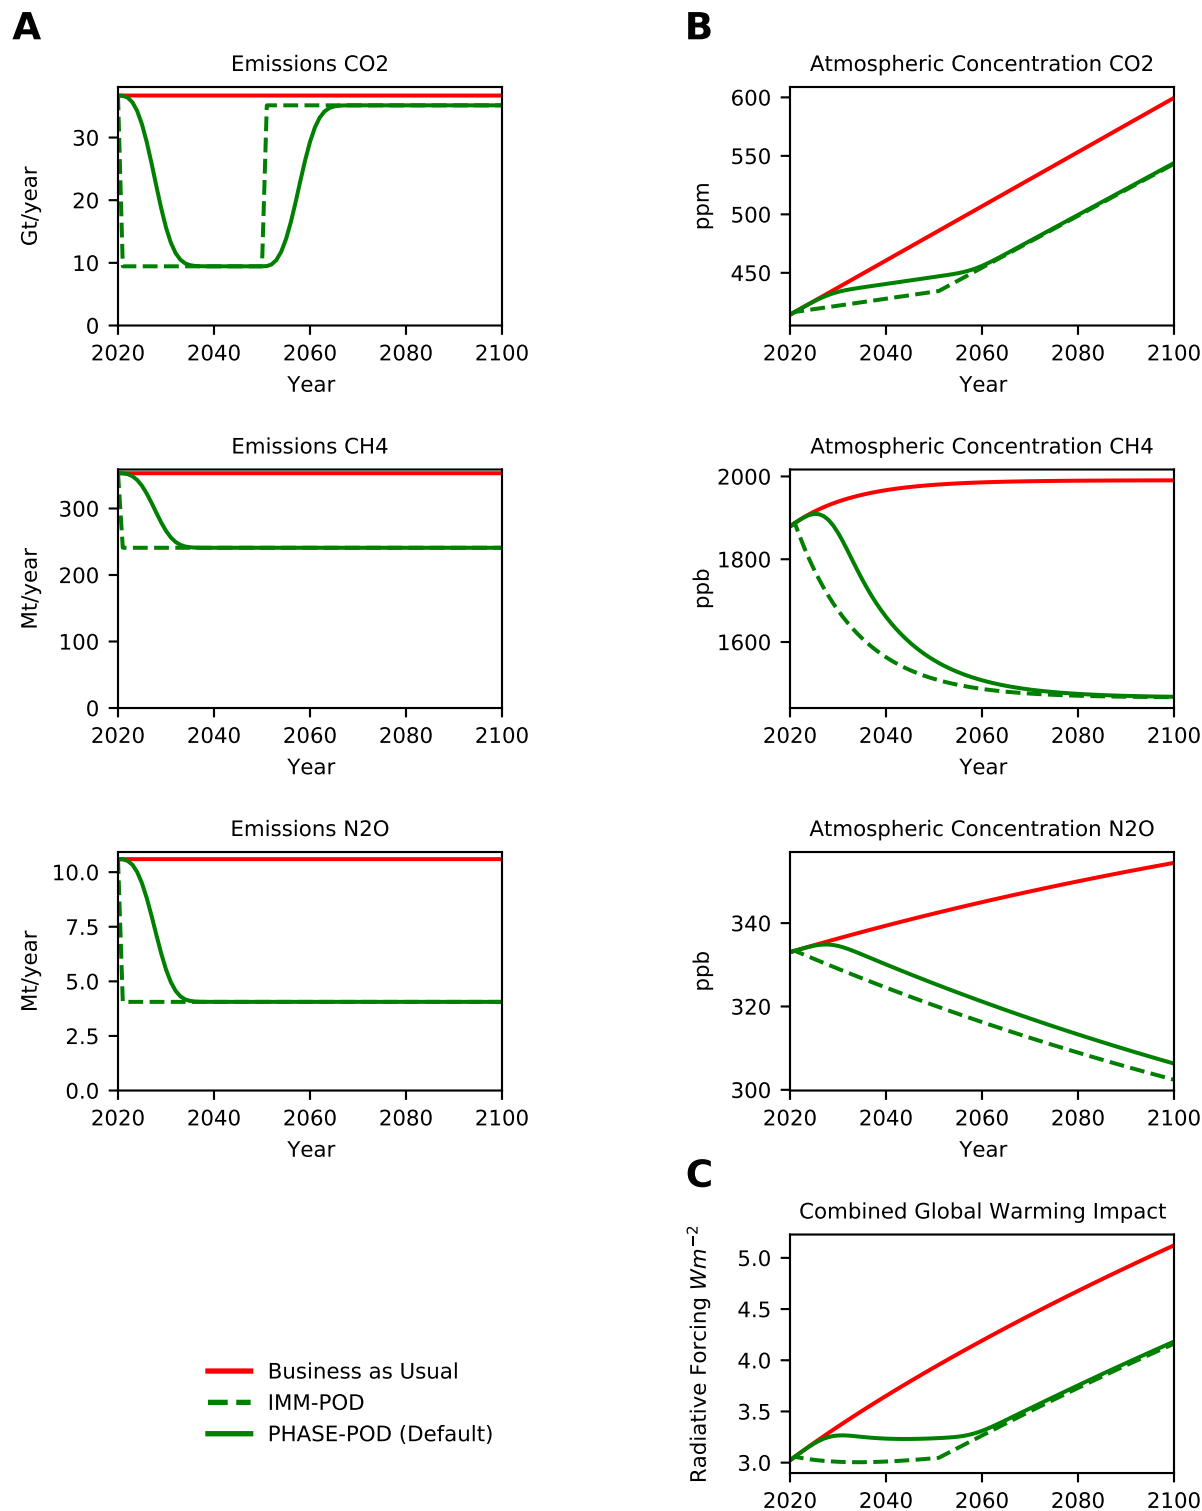 A
Emissions CO2
Gt/year
30
20
10
0
2020 2040 2060 2080 2100
Year
Emissions CH4
Mt/year
300
200
100
0
2020 2040 2060 2080 2100
Year
Emissions N2O
Mt/year
10.0
7.5
5.0
2.5
0.0
2020 2040 2060 2080 2100
Year
Business as Usual
IMM-POD
PHASE-POD (Default)
B
Atmospheric Concentration CO2
ppm
600
550
500
450
2020 2040 2060 2080 2100
Year
Atmospheric Concentration CH4
ppb
2000
1800
1600
2020 2040 2060 2080 2100
Year
Atmospheric Concentration N2O
ppb
340
320
300
2020 2040 2060 2080 2100
Year
C
Combined Global Warming Impact
Radiative Forcing Wm⁻²
5.0
4.5
4.0
3.5
3.0
2020 2040 2060 2080 2100